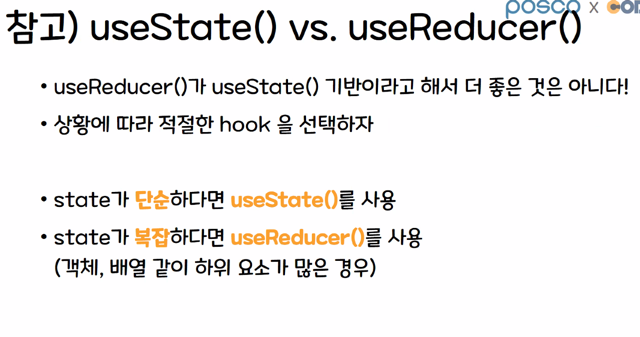 posco x COD
참고) useState() vs. useReducer()
• useReducer()가 useState() 기반이라고 해서 더 좋은 것은 아니다!
• 상황에 따라 적절한 hook 을 선택하자
• state가 단순하다면 useState()를 사용
• state가 복잡하다면 useReducer()를 사용
(객체, 배열 같이 하위 요소가 많은 경우)